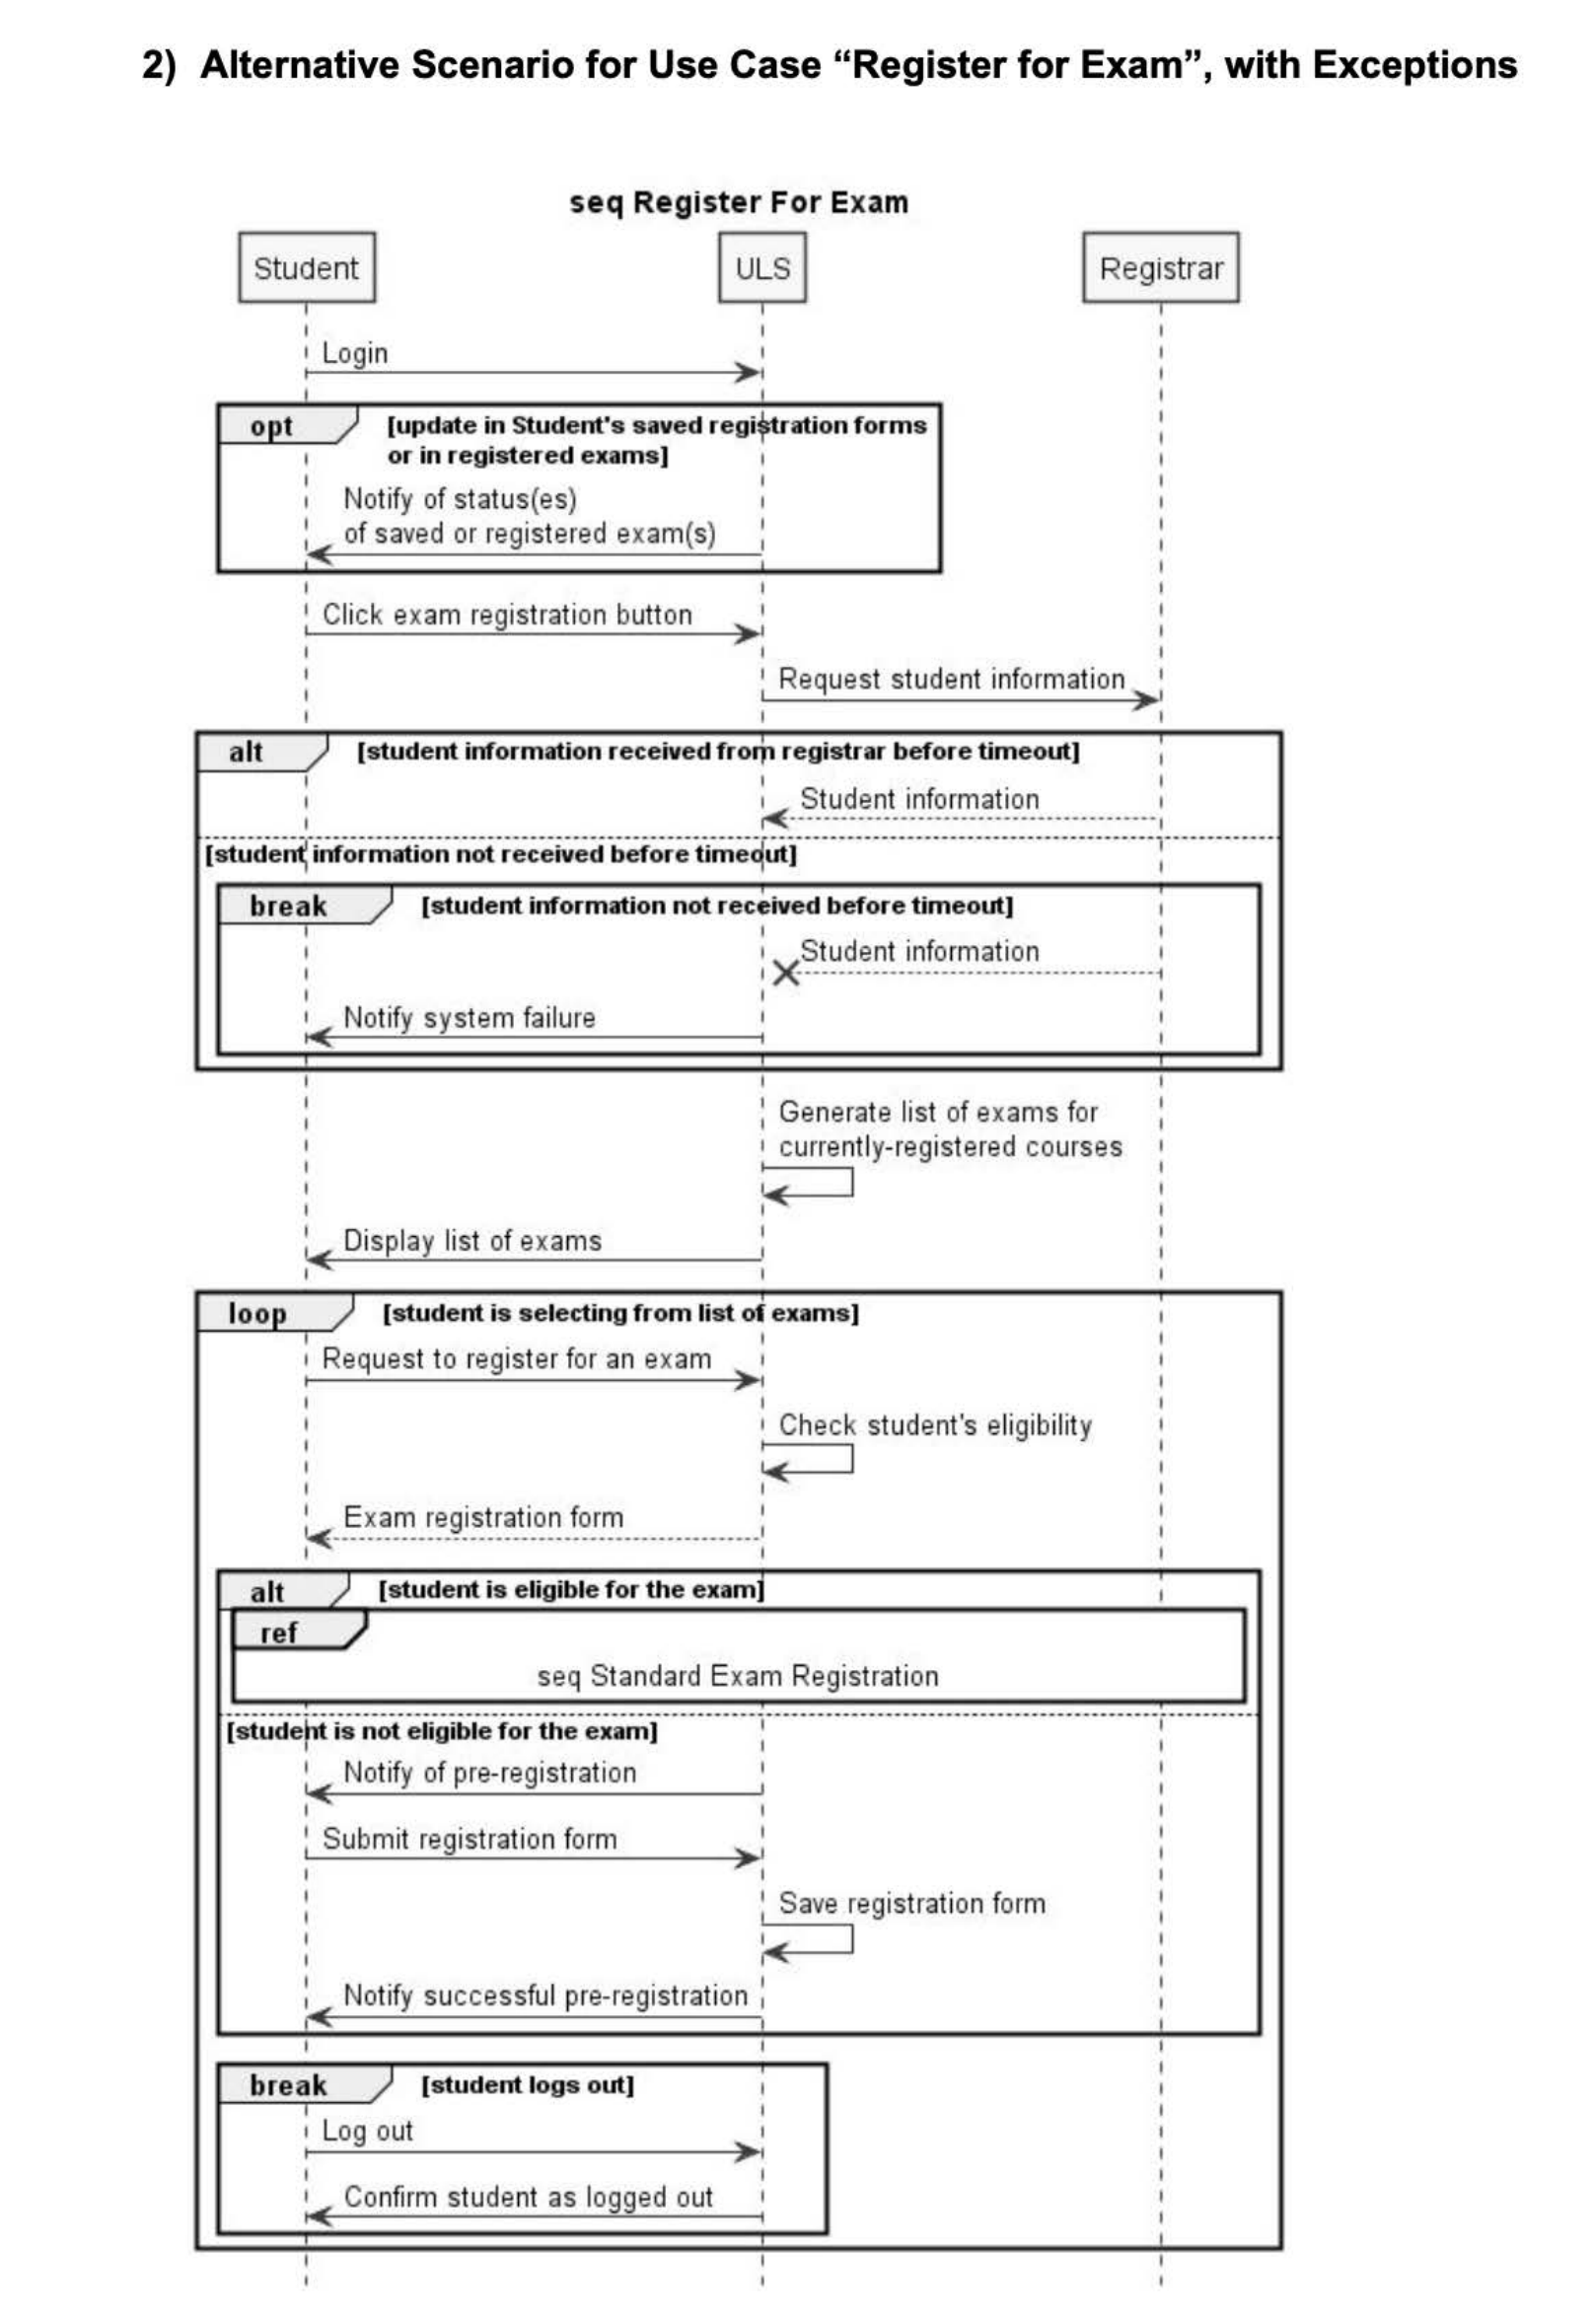 2) Alternative Scenario for Use Case “Register for Exam”, with Exceptions
seq Register For Exam
Student
ULS
Registrar
Login
opt
[update in Student's saved registration forms
or in registered exams]
Notify of status(es)
of saved or registered exam(s)
Click exam registration button
Request student information
alt
[student information received from registrar before timeout]
Student information
[student information not received before timeout]
break
[student information not received before timeout]
Student information
Notify system failure
Generate list of exams for
currently-registered courses
Display list of exams
loop
[student is selecting from list of exams]
Request to register for an exam
Check student's eligibility
Exam registration form
alt
[student is eligible for the exam]
ref
seq Standard Exam Registration
[student is not eligible for the exam]
Notify of pre-registration
Submit registration form
Save registration form
Notify successful pre-registration
break
[student logs out]
Log out
Confirm student as logged out